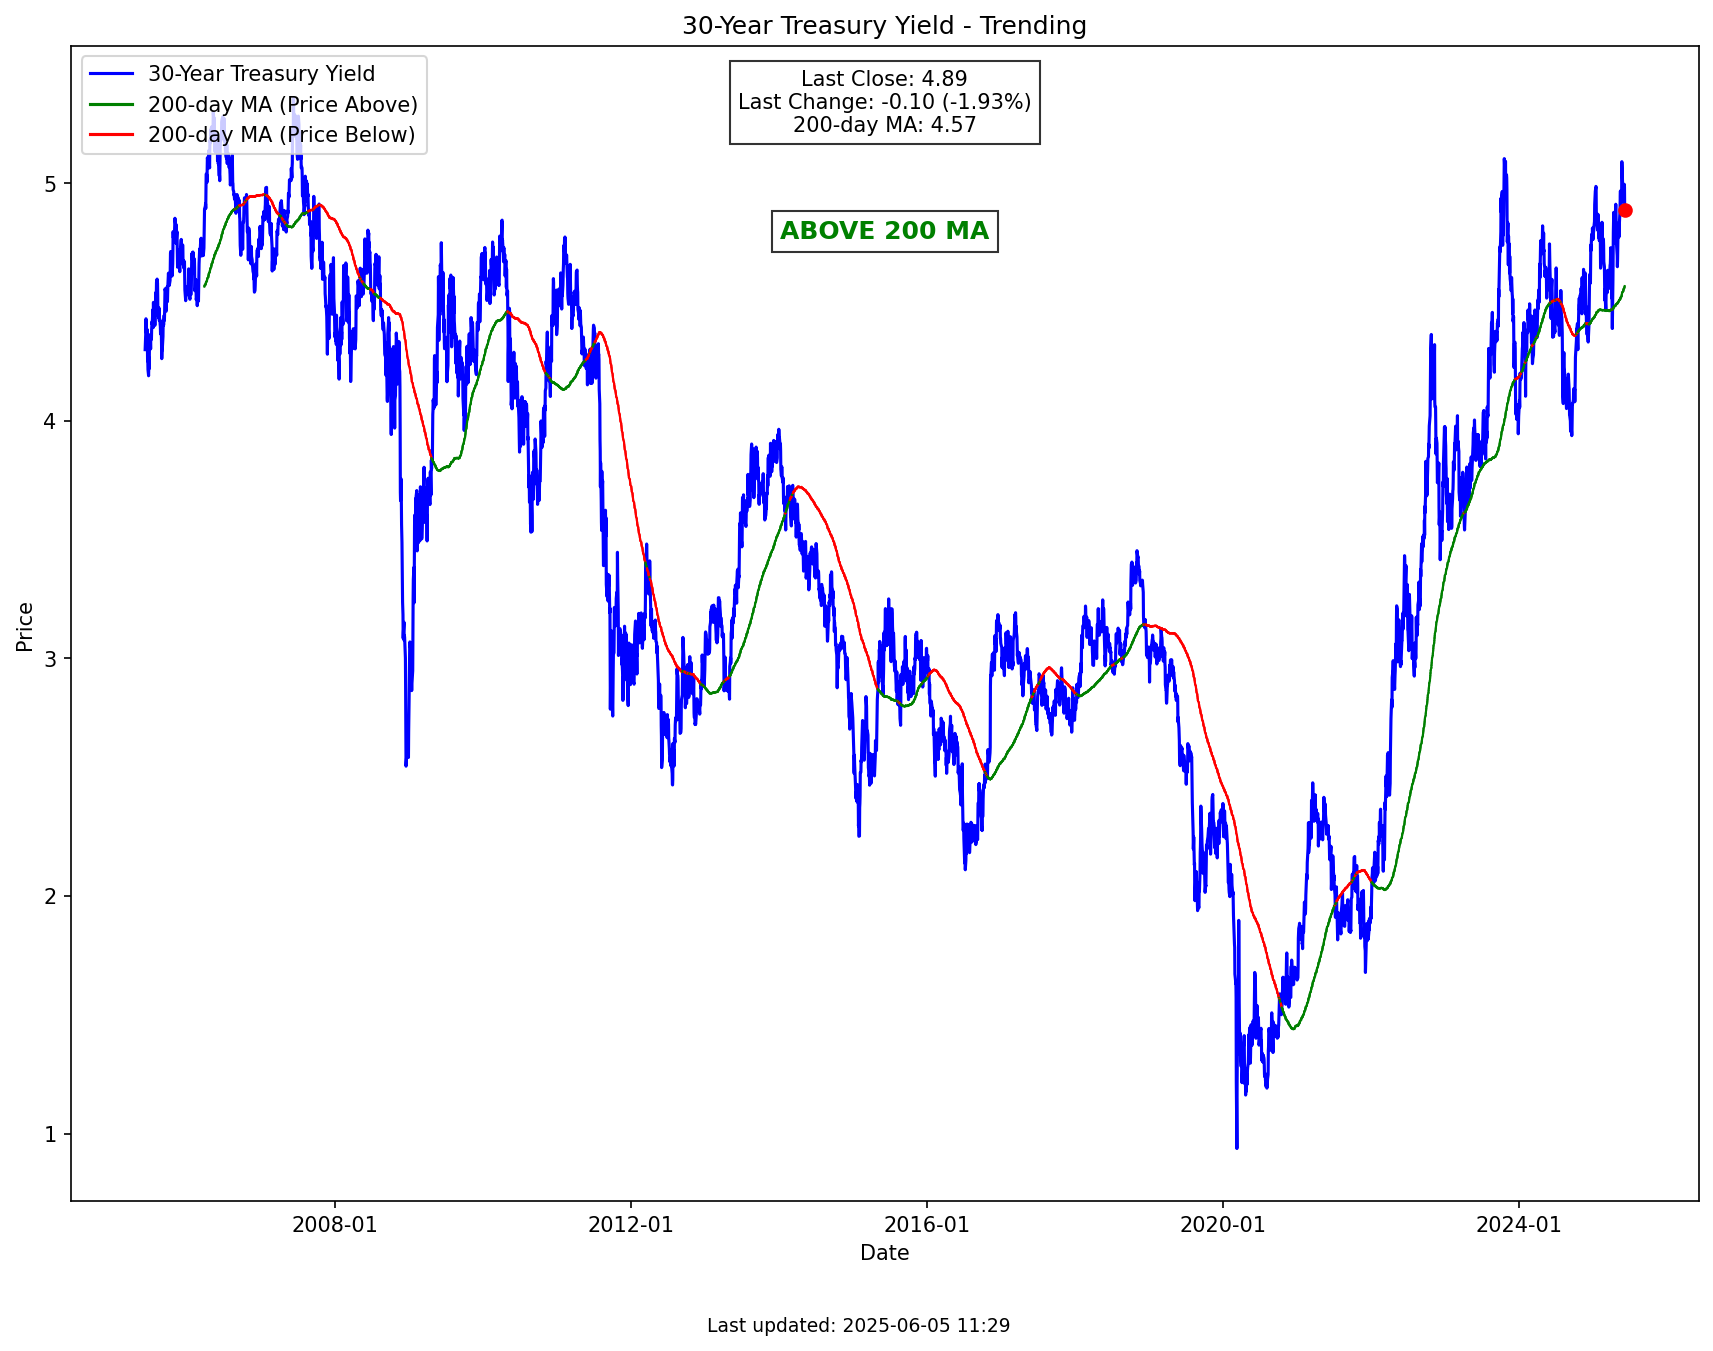 30-Year Treasury Yield - Trending
30-Year Treasury Yield
200-day MA (Price Above)
200-day MA (Price Below)
Last Close: 4.89
Last Change: -0.10 (-1.93%)
200-day MA: 4.57
ABOVE 200 MA
Price
5
4
3
2
1
2008-01
2012-01
2016-01
2020-01
2024-01
Date
Last updated: 2025-06-05 11:29